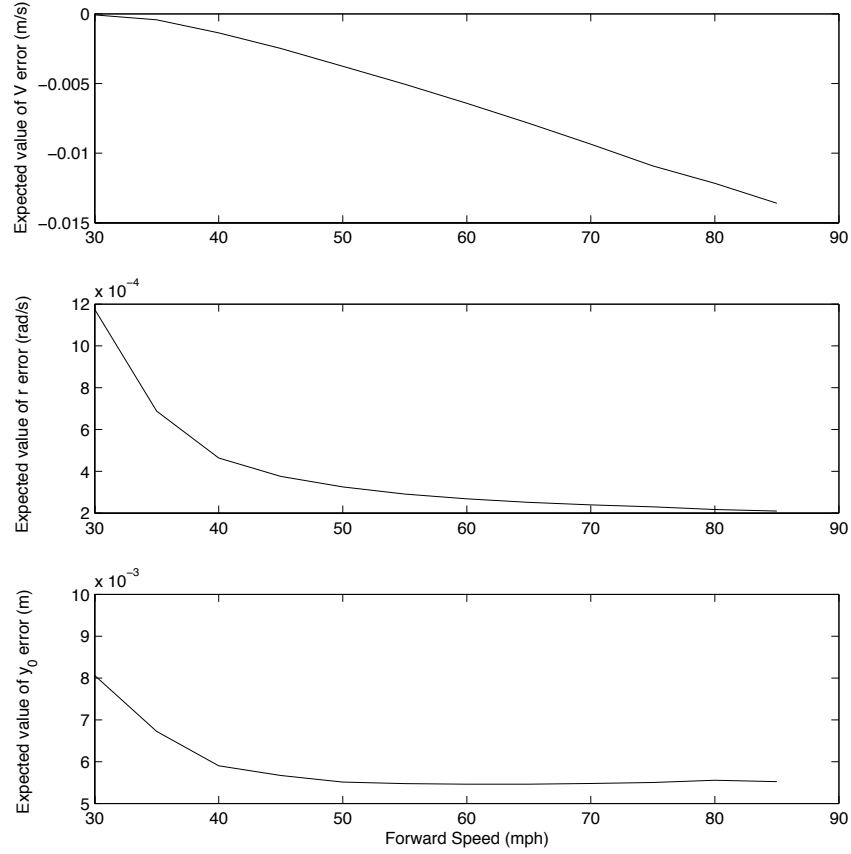 Expected value of V error (m/s)
0
−0.005
−0.01
−0.015
30 40 50 60 70 80 90
Expected value of r error (rad/s)
x 10⁻⁴
12
10
8
6
4
2
30 40 50 60 70 80 90
Expected value of y₀ error (m)
x 10⁻³
10
9
8
7
6
5
30 40 50 60 70 80 90
Forward Speed (mph)